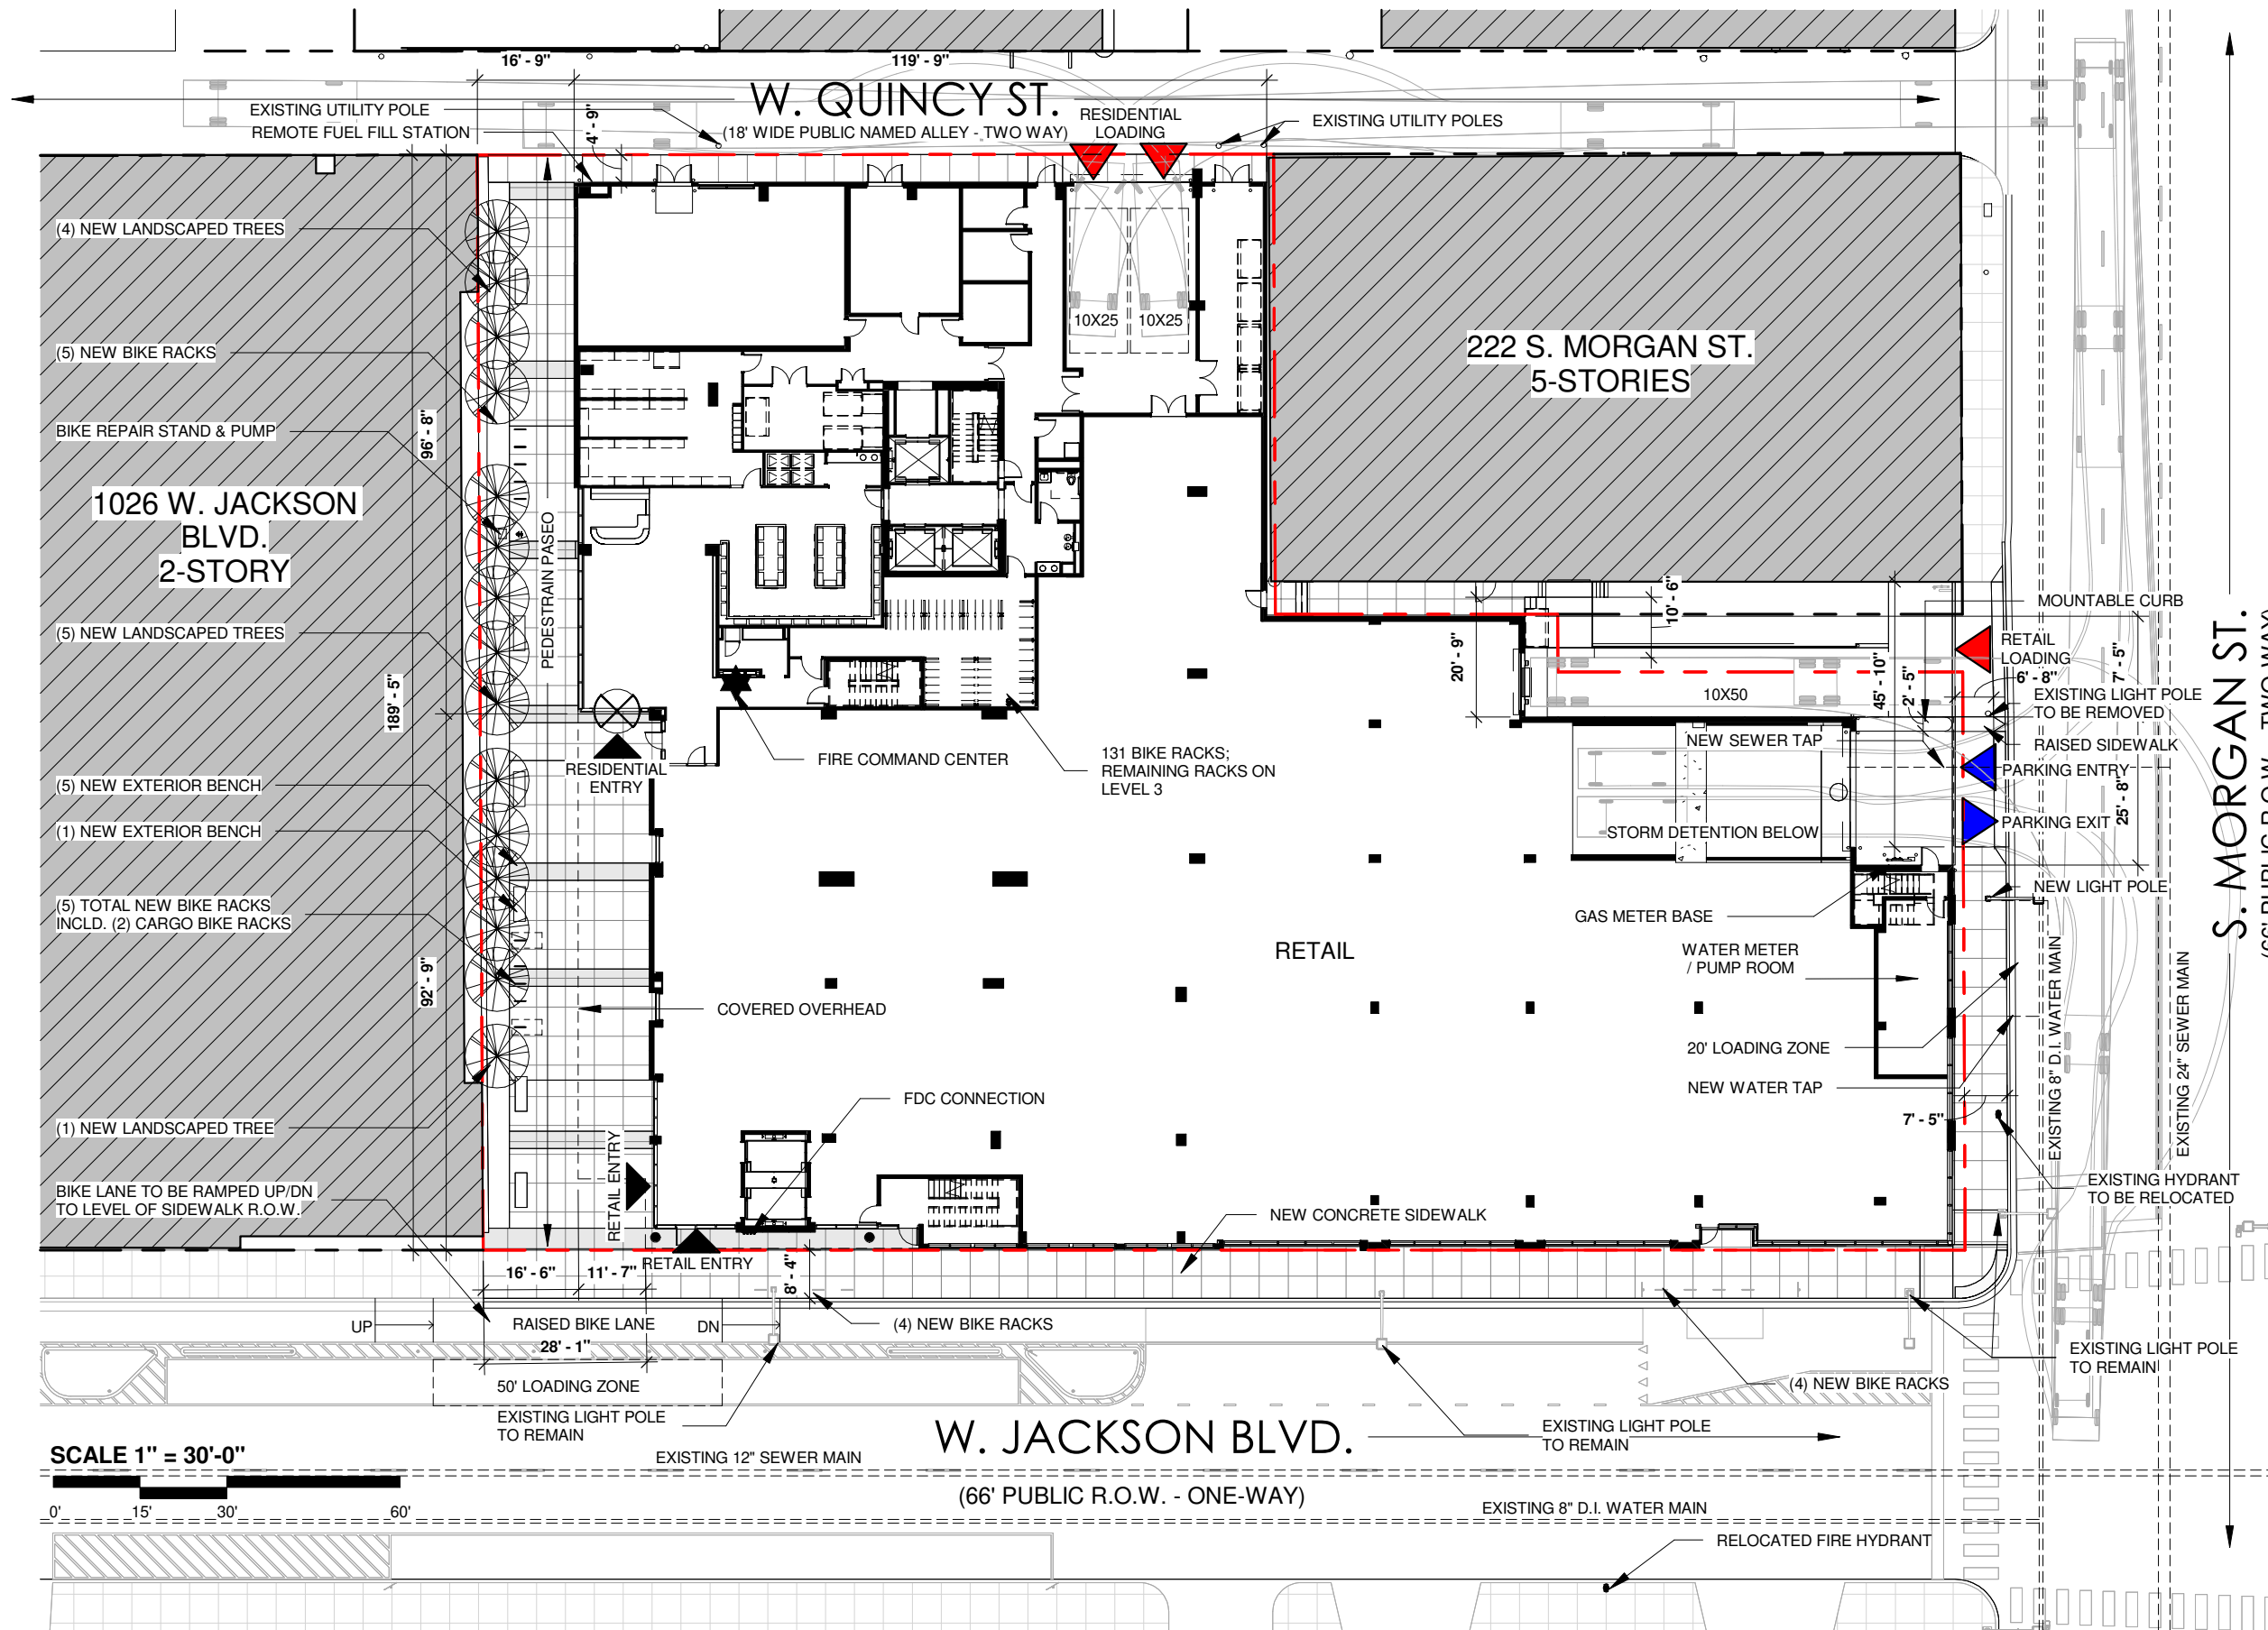 16' - 9"
119' - 9"
W. QUINCY ST.
(18' WIDE PUBLIC NAMED ALLEY - TWO WAY)
EXISTING UTILITY POLE
REMOTE FUEL FILL STATION
4' - 9"
RESIDENTIAL
LOADING
EXISTING UTILITY POLES
(4) NEW LANDSCAPED TREES
(5) NEW BIKE RACKS
BIKE REPAIR STAND & PUMP
1026 W. JACKSON
BLVD.
2-STORY
(5) NEW LANDSCAPED TREES
(5) NEW EXTERIOR BENCH
(1) NEW EXTERIOR BENCH
(5) TOTAL NEW BIKE RACKS
INCLD. (2) CARGO BIKE RACKS
(1) NEW LANDSCAPED TREE
BIKE LANE TO BE RAMPED UP/DN
TO LEVEL OF SIDEWALK R.O.W.
96' - 8"
189' - 5"
92' - 9"
PEDESTRAIN PASEO
10X25
10X25
222 S. MORGAN ST.
5-STORIES
RESIDENTIAL
ENTRY
FIRE COMMAND CENTER
131 BIKE RACKS;
REMAINING RACKS ON
LEVEL 3
20' - 9"
10' - 6"
10X50
45' - 10"
2' - 5"
MOUNTABLE CURB
RETAIL
LOADING
7' - 5"
6' - 8"
EXISTING LIGHT POLE
TO BE REMOVED
NEW SEWER TAP
RAISED SIDEWALK
PARKING ENTRY
25' - 8"
PARKING EXIT
STORM DETENTION BELOW
S. MORGAN ST.
(66' PUBLIC R.O.W. - TWO WAY)
NEW LIGHT POLE
GAS METER BASE
RETAIL
WATER METER
/ PUMP ROOM
COVERED OVERHEAD
20' LOADING ZONE
NEW WATER TAP
7' - 5"
EXISTING 8" D.I. WATER MAIN
EXISTING 24" SEWER MAIN
FDC CONNECTION
EXISTING HYDRANT
TO BE RELOCATED
RETAIL ENTRY
NEW CONCRETE SIDEWALK
RETAIL ENTRY
16' - 6"
11' - 7"
8' - 4"
UP
RAISED BIKE LANE
DN
(4) NEW BIKE RACKS
28' - 1"
50' LOADING ZONE
EXISTING LIGHT POLE
TO REMAIN
(4) NEW BIKE RACKS
EXISTING LIGHT POLE
TO REMAIN
W. JACKSON BLVD.
EXISTING LIGHT POLE
TO REMAIN
SCALE 1" = 30'-0"
0'
15'
30'
60'
EXISTING 12" SEWER MAIN
(66' PUBLIC R.O.W. - ONE-WAY)
EXISTING 8" D.I. WATER MAIN
RELOCATED FIRE HYDRANT